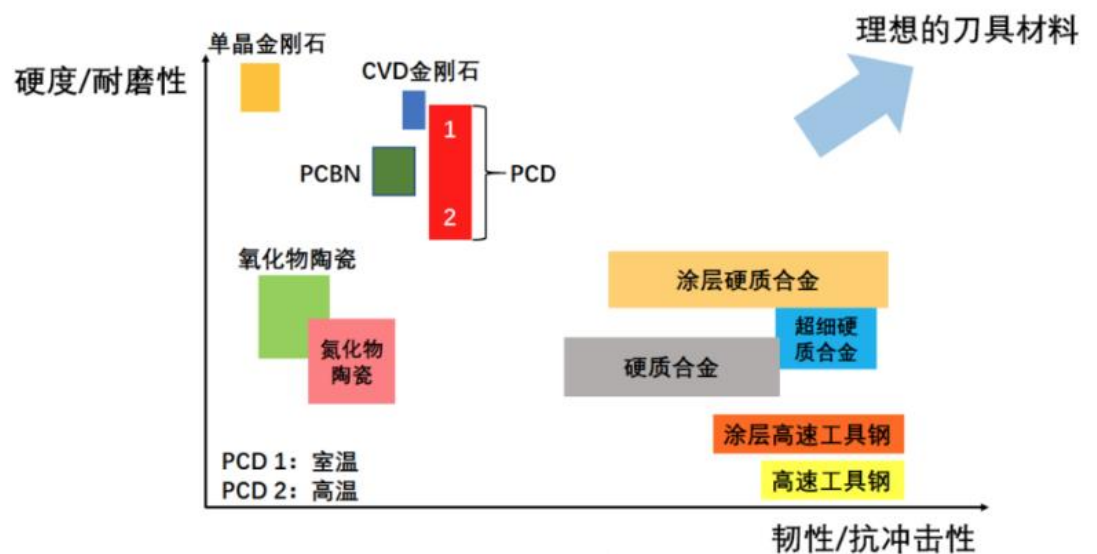 理想的刀具材料
单晶金刚石
硬度/耐磨性
CVD金刚石
1
PCBN
PCD
2
氧化物陶瓷
涂层硬质合金
超细硬
质合金
氮化物
陶瓷
硬质合金
涂层高速工具钢
PCD 1：室温
PCD 2：高温
高速工具钢
韧性/抗冲击性